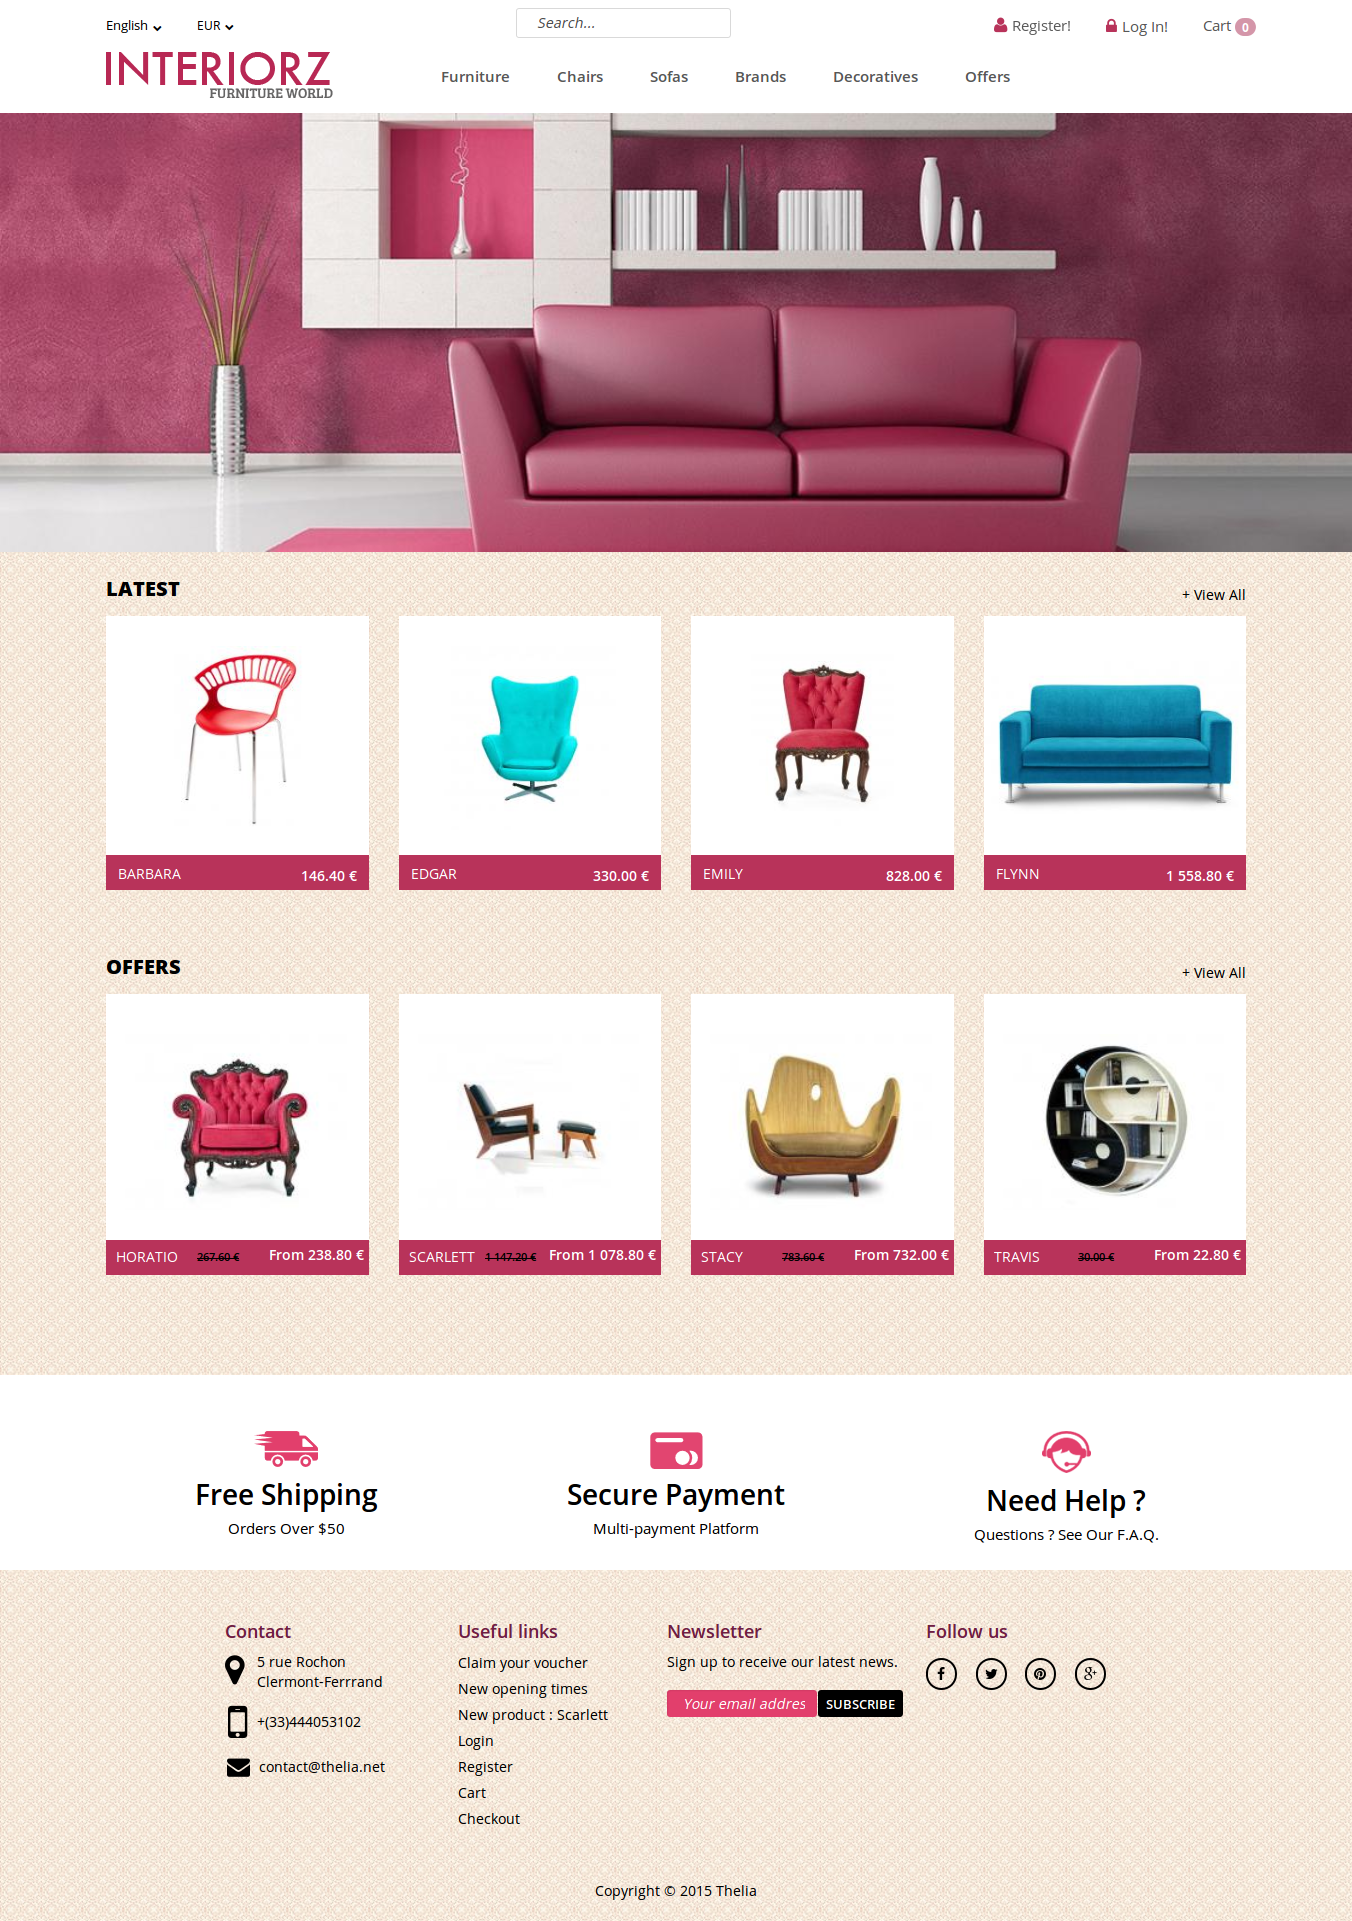 English
EUR
Search...
Register!
Log In!
Cart 0
INTERIORZ
FURNITURE WORLD
Furniture
Chairs
Sofas
Brands
Decoratives
Offers
LATEST
+ View All
BARBARA 146.40 €
EDGAR 330.00 €
EMILY 828.00 €
FLYNN 1 558.80 €
OFFERS
+ View All
HORATIO 267.60 € From 238.80 €
SCARLETT 1 147.20 € From 1 078.80 €
STACY 783.60 € From 732.00 €
TRAVIS 30.00 € From 22.80 €
Free Shipping
Orders Over $50
Secure Payment
Multi-payment Platform
Need Help ?
Questions ? See Our F.A.Q.
Contact
5 rue Rochon
Clermont-Ferrrand
+(33)444053102
contact@thelia.net
Useful links
Claim your voucher
New opening times
New product : Scarlett
Login
Register
Cart
Checkout
Newsletter
Sign up to receive our latest news.
Your email addres
SUBSCRIBE
Follow us
Copyright © 2015 Thelia